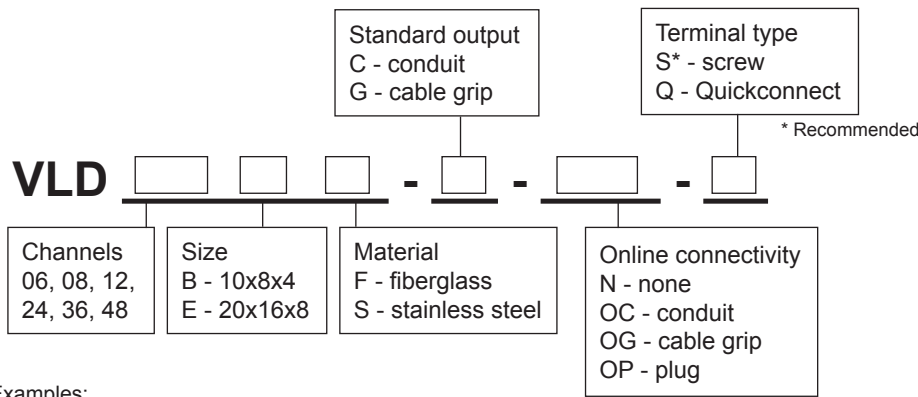 Standard output
C - conduit
G - cable grip
Terminal type
S* - screw
Q - Quickconnect
* Recommended
VLD - - -
Channels
06, 08, 12,
24, 36, 48
Size
B - 10x8x4
E - 20x16x8
Material
F - fiberglass
S - stainless steel
Online connectivity
N - none
OC - conduit
OG - cable grip
OP - plug
Examples: